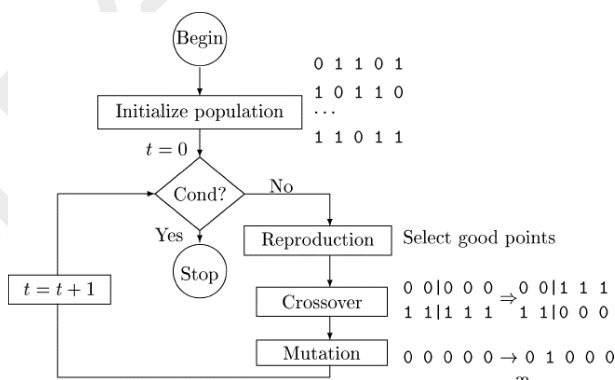 Begin
0 1 1 0 1
Initialize population
1 0 1 1 0
...
1 1 0 1 1
t = 0
Cond?
No
Yes
Reproduction
Select good points
Stop
t = t + 1
Crossover
0 0|0 0 0 ⇒ 0 0|1 1 1
1 1|1 1 1 1 1|0 0 0
Mutation
0 0 0 0 0 → 0 1 0 0 0